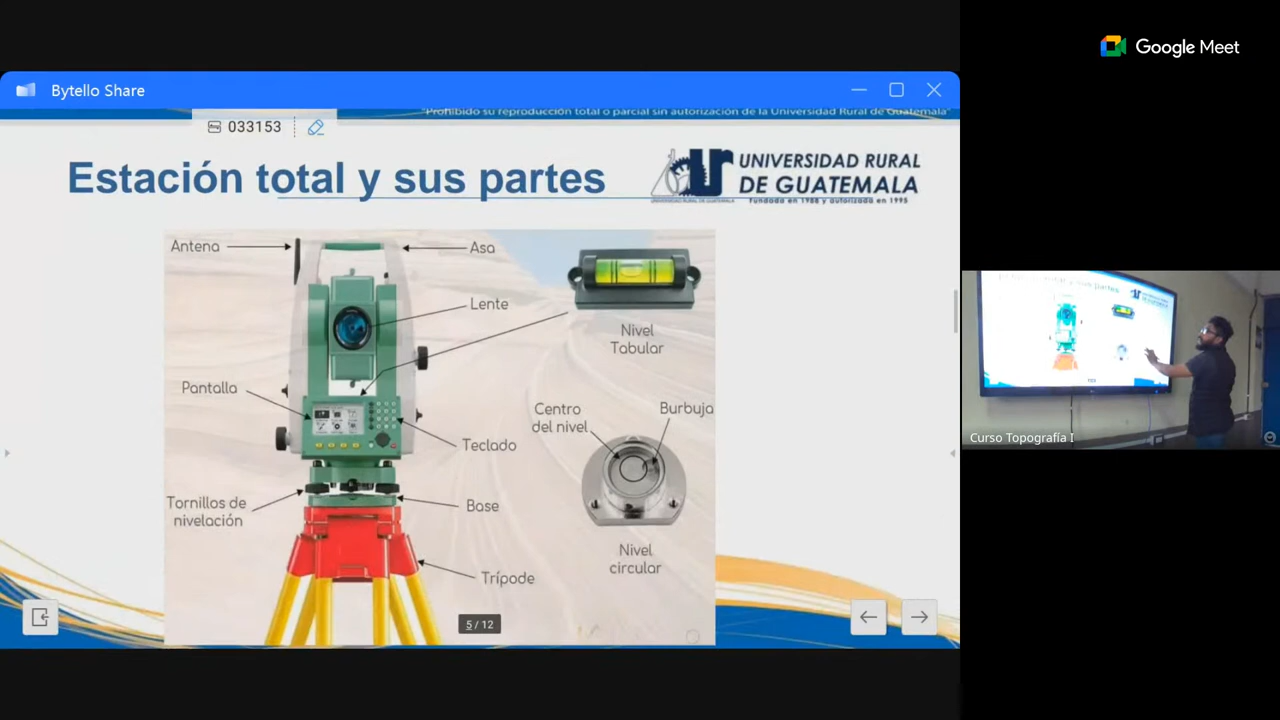 Google Meet
Bytello Share
"Prohibido su reproducción total o parcial sin autorización de la Universidad Rural de Guatemala"
033153
Estación total y sus partes
UNIVERSIDAD RURAL
DE GUATEMALA
Fundada en 1988 y autorizada en 1995
Antena
Asa
Lente
Nivel
Tabular
Pantalla
Centro
del nivel
Burbuja
Teclado
Tornillos de
nivelación
Base
Nivel
circular
Trípode
5 / 12
Curso Topografía I